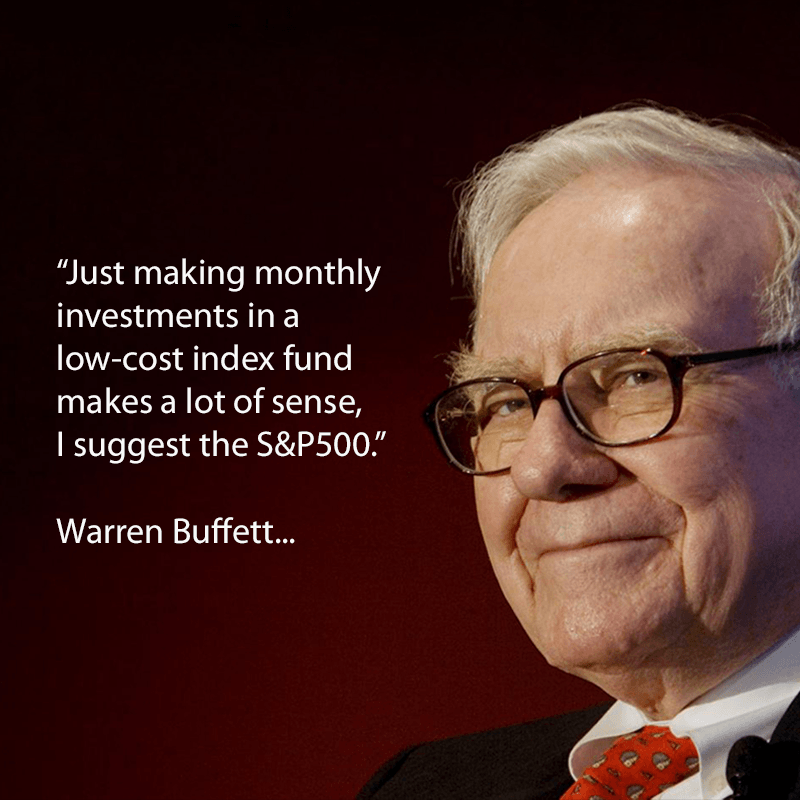 “Just making monthly
investments in a
low-cost index fund
makes a lot of sense,
I suggest the S&P500.”
Warren Buffett...